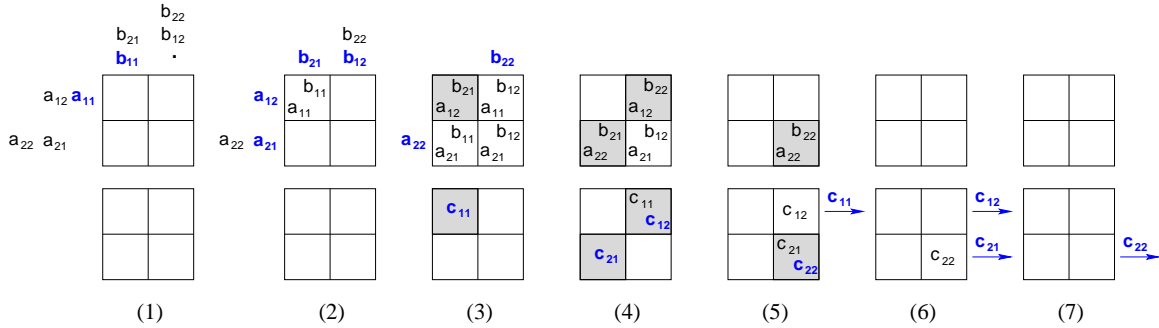 b22
b21 b12 b22
b11 . b21 b12 b22
a12 a11 a12 b11 a11 b21 a12 b12 a11 b22 a12
a22 a21 a22 a21 a22 b11 a21 b12 a21 b21 a22 b12 a21 b22 a22
c11 c11 c12 c12 c11 c12
c21 c21 c22 c22 c21 c22
(1) (2) (3) (4) (5) (6) (7)